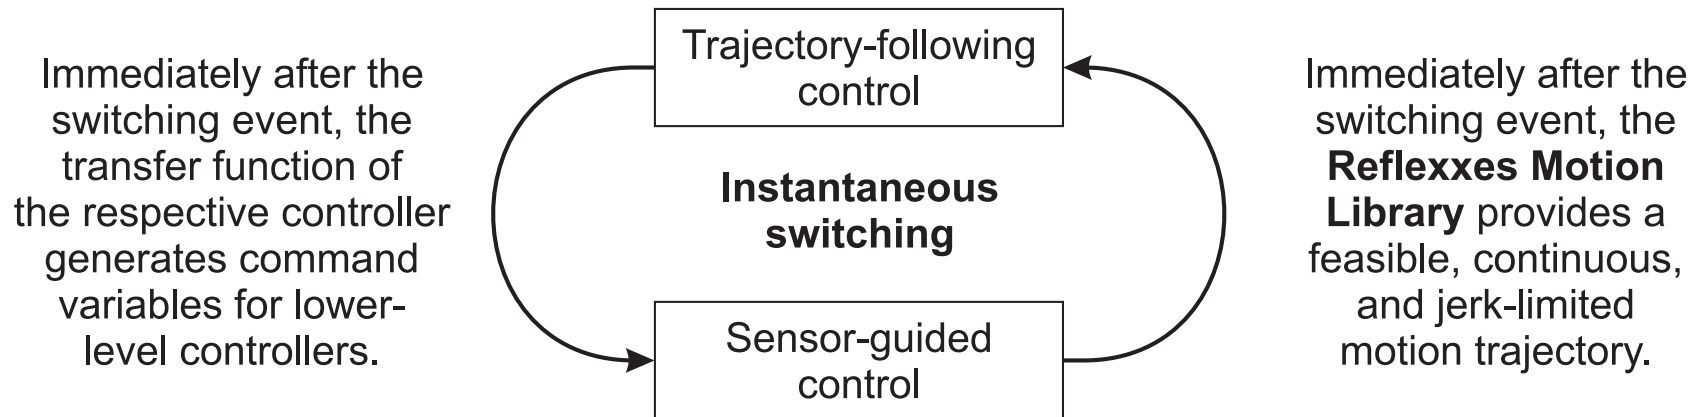 Immediately after the
switching event, the
transfer function of
the respective controller
generates command
variables for lower-
level controllers.
Trajectory-following
control
Instantaneous
switching
Sensor-guided
control
Immediately after the
switching event, the
Reflexxes Motion
Library provides a
feasible, continuous,
and jerk-limited
motion trajectory.